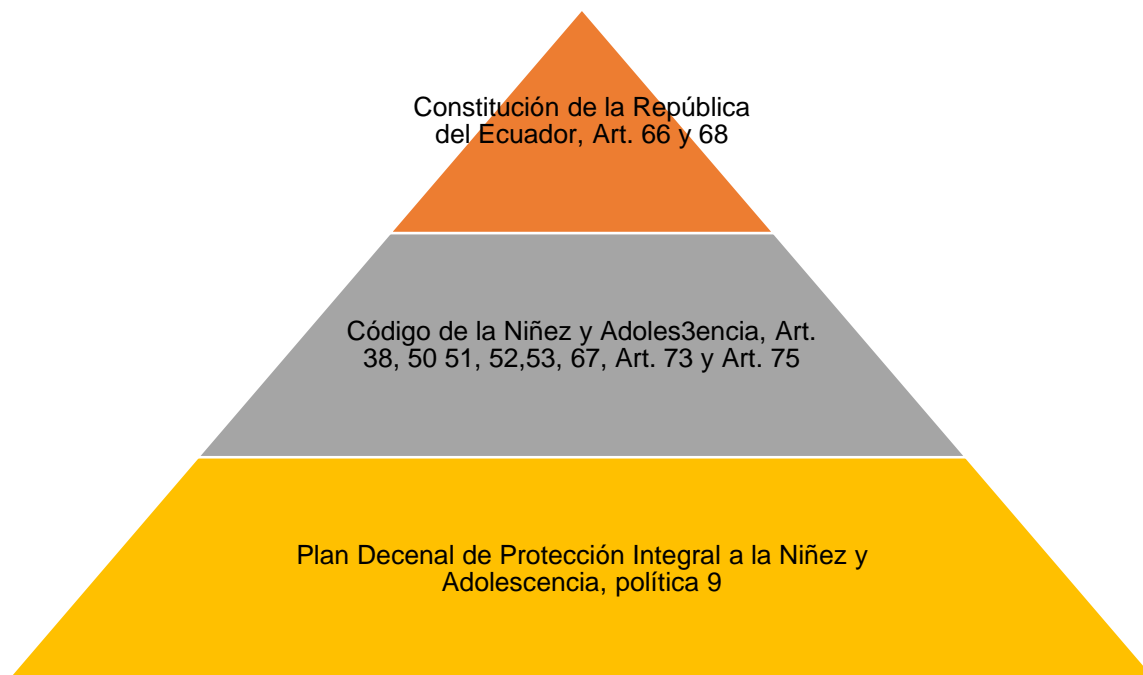 Constitución de la República
del Ecuador, Art. 66 y 68
Código de la Niñez y Adoles3encia, Art.
38, 50 51, 52,53, 67, Art. 73 y Art. 75
Plan Decenal de Protección Integral a la Niñez y
Adolescencia, política 9